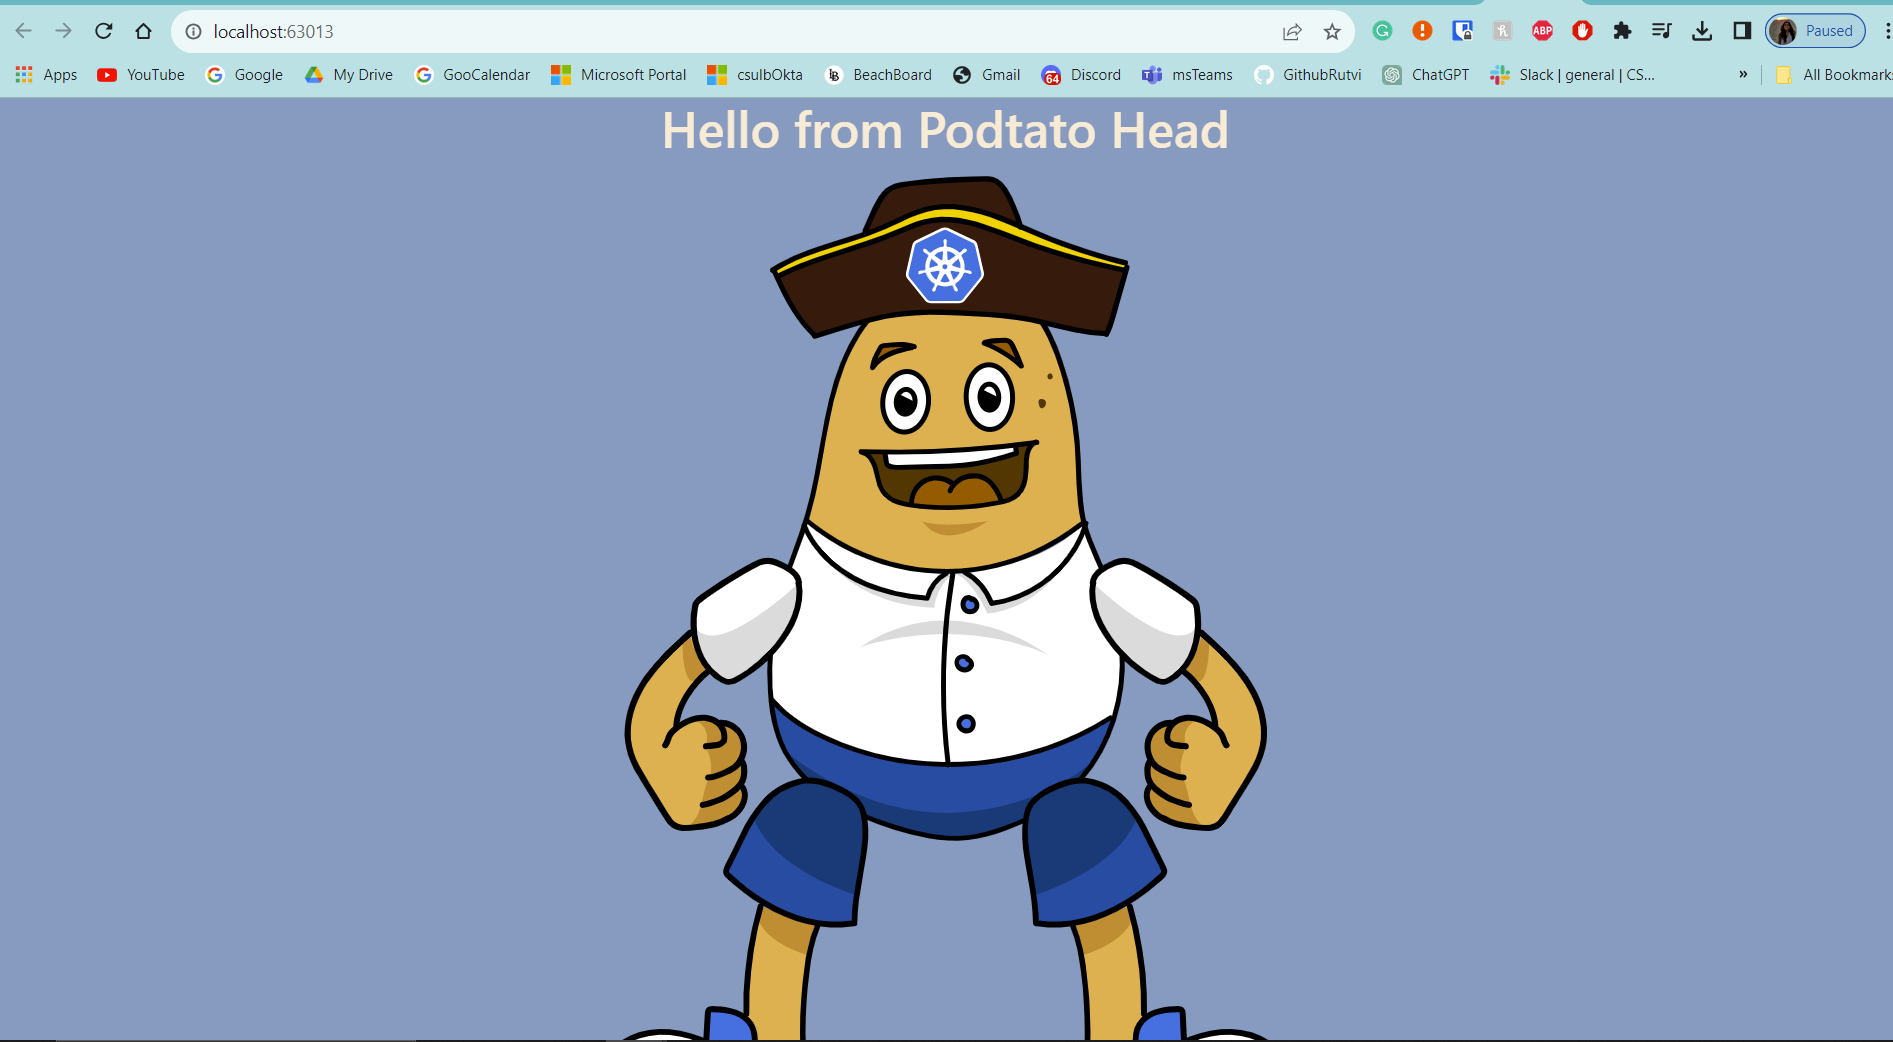 localhost:63013
Paused
Apps YouTube Google My Drive GooCalendar Microsoft Portal csulbOkta BeachBoard Gmail Discord msTeams GithubRutvi ChatGPT Slack | general | CS... » All Bookmarks
Hello from Podtato Head